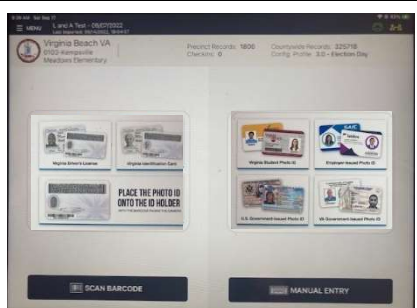 MENU
L and A Test - 09/07/2022
Virginia Beach VA
0102-Kempsville
Meadows Elementary
Precinct Records: 1806
Checkins: 0
Countywide Records: 325718
Config. Profile: 3.0 - Election Day
Virginia Driver's License
Virginia Identification Card
PLACE THE PHOTO ID
ONTO THE ID HOLDER
Virginia Student Photo ID
Employer-Issued Photo ID
U.S. Government-Issued Photo ID
VA Government-Issued Photo ID
SCAN BARCODE
MANUAL ENTRY